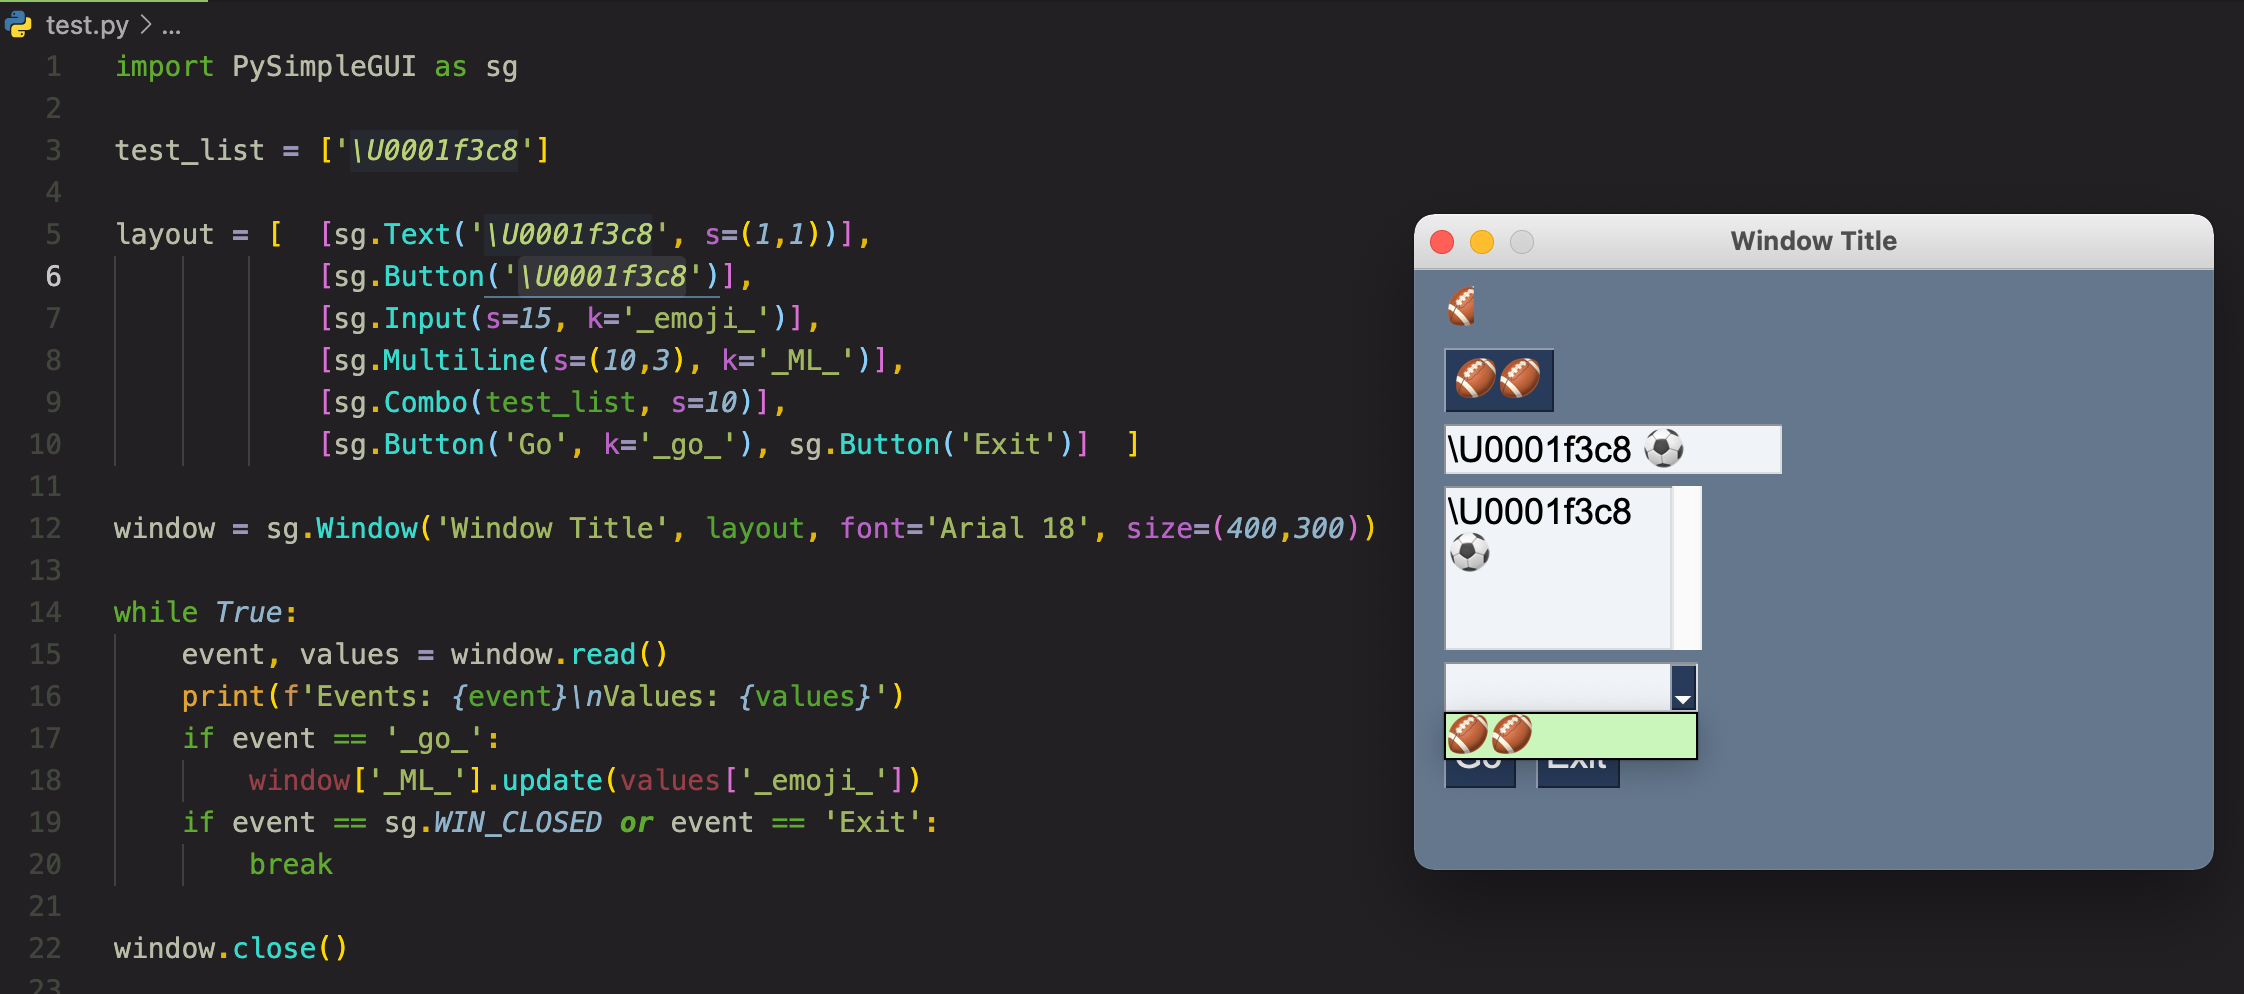 test.py > ...
1 import PySimpleGUI as sg
2
3 test_list = ['\U0001f3c8']
4
5 layout = [  [sg.Text('\U0001f3c8', s=(1,1))],
6             [sg.Button('\U0001f3c8')],
7             [sg.Input(s=15, k='_emoji_')],
8             [sg.Multiline(s=(10,3), k='_ML_')],
9             [sg.Combo(test_list, s=10)],
10             [sg.Button('Go', k='_go_'), sg.Button('Exit')]  ]
11
12 window = sg.Window('Window Title', layout, font='Arial 18', size=(400,300))
13
14 while True:
15     event, values = window.read()
16     print(f'Events: {event}\nValues: {values}')
17     if event == '_go_':
18         window['_ML_'].update(values['_emoji_'])
19     if event == sg.WIN_CLOSED or event == 'Exit':
20         break
21
22 window.close()
23
Window Title
🏈
🏈🏈
\U0001f3c8 ⚽
\U0001f3c8
⚽
🏈🏈
Go Exit